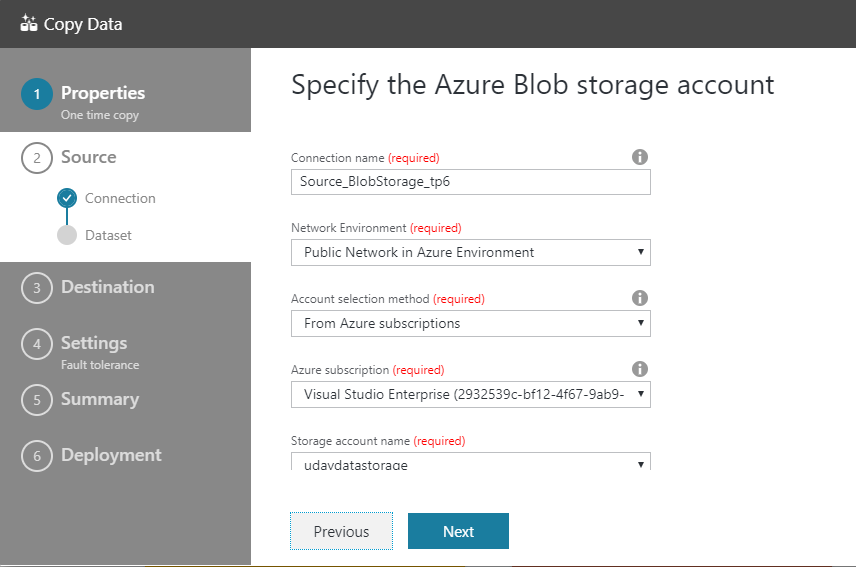 Copy Data
1 Properties
One time copy
2 Source
Connection
Dataset
3 Destination
4 Settings
Fault tolerance
5 Summary
6 Deployment
Specify the Azure Blob storage account
Connection name (required)
Source_BlobStorage_tp6
Network Environment (required)
Public Network in Azure Environment
Account selection method (required)
From Azure subscriptions
Azure subscription (required)
Visual Studio Enterprise (2932539c-bf12-4f67-9ab9-
Storage account name (required)
udaydatastorage
Previous
Next